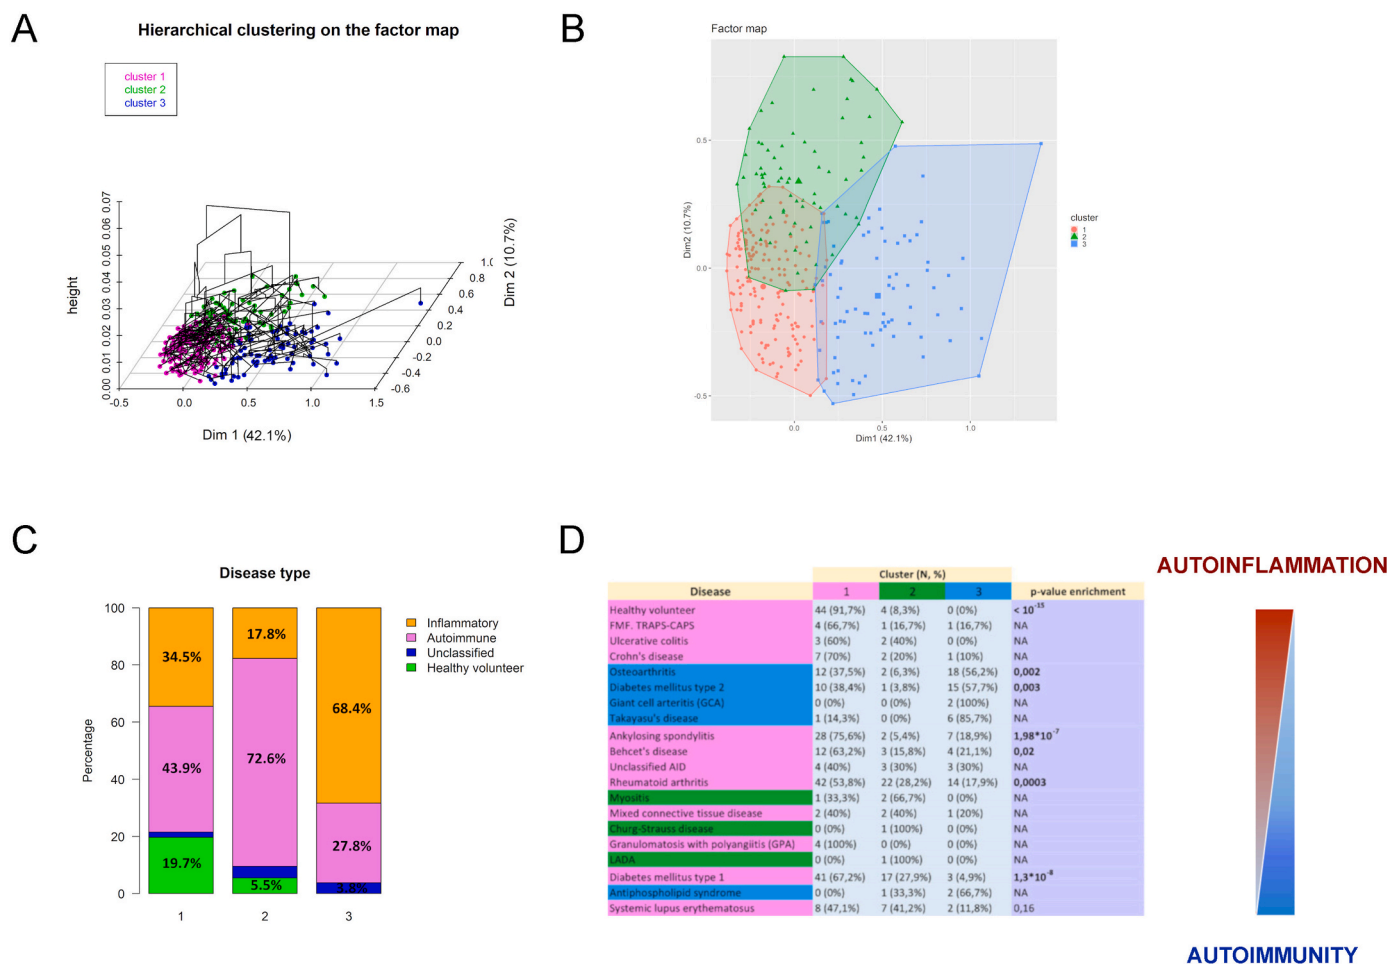 A
Hierarchical clustering on the factor map
cluster 1
cluster 2
cluster 3
height
0.00 0.01 0.02 0.03 0.04 0.05 0.06 0.07
-0.5 0.0 0.5 1.0 1.5
Dim 1 (42.1%)
-0.6
-0.4
-0.2
0.0
0.2
0.4
0.6
0.8
Dim 2 (10.7%)
B
Factor map
0.5
0.0
-0.5
Dim2 (10.7%)
0.0 0.5 1.0
Dim1 (42.1%)
cluster
1
2
3
C
Disease type
Percentage
100
80
60
40
20
0
34.5%
43.9%
19.7%
17.8%
72.6%
5.5%
68.4%
27.8%
3.8%
1 2 3
Inflammatory
Autoimmune
Unclassified
Healthy volunteer
D
Cluster (N, %)
Disease 1 2 3 p-value enrichment
Healthy volunteer 44 (91,7%) 4 (8,3%) 0 (0%) < 10⁻¹⁵
FMF. TRAPS-CAPS 4 (66,7%) 1 (16,7%) 1 (16,7%) NA
Ulcerative colitis 3 (60%) 2 (40%) 0 (0%) NA
Crohn's disease 7 (70%) 2 (20%) 1 (10%) NA
Osteoarthritis 12 (37,5%) 2 (6,3%) 18 (56,2%) 0,002
Diabetes mellitus type 2 10 (38,4%) 1 (3,8%) 15 (57,7%) 0,003
Giant cell arteritis (GCA) 0 (0%) 0 (0%) 2 (100%) NA
Takayasu's disease 1 (14,3%) 0 (0%) 6 (85,7%) NA
Ankylosing spondylitis 28 (75,6%) 2 (5,4%) 7 (18,9%) 1,98*10⁻⁷
Behcet's disease 12 (63,2%) 3 (15,8%) 4 (21,1%) 0,02
Unclassified AID 4 (40%) 3 (30%) 3 (30%) NA
Rheumatoid arthritis 42 (53,8%) 22 (28,2%) 14 (17,9%) 0,0003
Myositis 1 (33,3%) 2 (66,7%) 0 (0%) NA
Mixed connective tissue disease 2 (40%) 2 (40%) 1 (20%) NA
Churg-Strauss disease 0 (0%) 1 (100%) 0 (0%) NA
Granulomatosis with polyangiitis (GPA) 4 (100%) 0 (0%) 0 (0%) NA
LADA 0 (0%) 1 (100%) 0 (0%) NA
Diabetes mellitus type 1 41 (67,2%) 17 (27,9%) 3 (4,9%) 1,3*10⁻⁸
Antiphospholipid syndrome 0 (0%) 1 (33,3%) 2 (66,7%) NA
Systemic lupus erythematosus 8 (47,1%) 7 (41,2%) 2 (11,8%) 0,16
AUTOINFLAMMATION
AUTOIMMUNITY